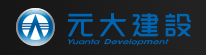 元大建設
Yuanta Development